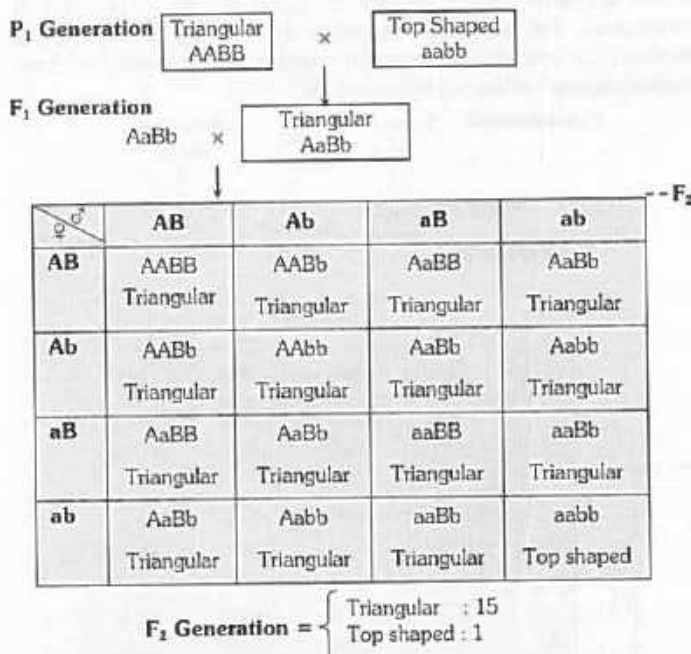 P₁ Generation Triangular × Top Shaped
AABB aabb
F₁ Generation
AaBb × Triangular
AaBb
--F₂
♀ ♂ AB Ab aB ab
AB AABB AABb AaBB AaBb
Triangular Triangular Triangular Triangular
Ab AABb AAbb AaBb Aabb
Triangular Triangular Triangular Triangular
aB AaBB AaBb aaBB aaBb
Triangular Triangular Triangular Triangular
ab AaBb Aabb aaBb aabb
Triangular Triangular Triangular Top shaped
F₂ Generation = { Triangular : 15
Top shaped : 1